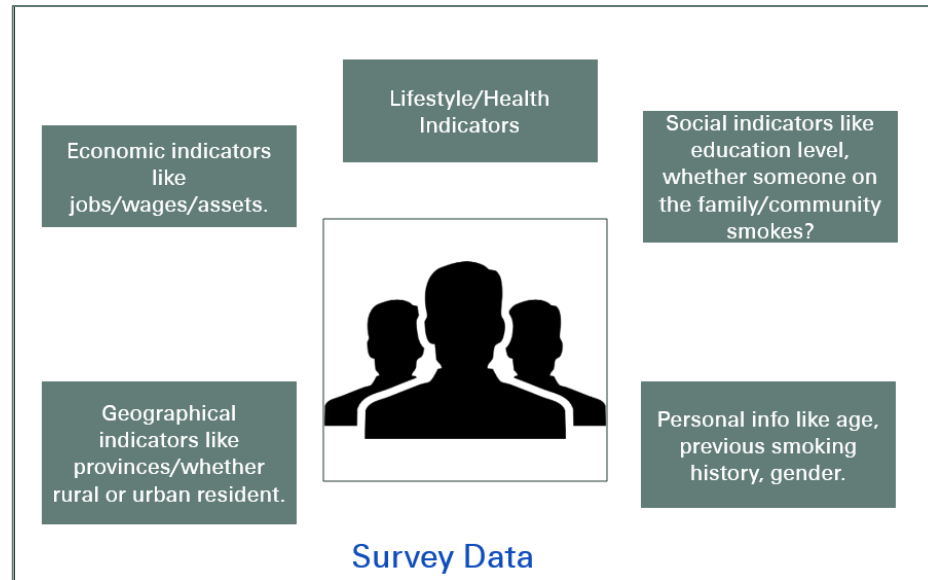 Lifestyle/Health
Indicators
Economic indicators
like
jobs/wages/assets.
Social indicators like
education level,
whether someone on
the family/community
smokes?
Geographical
indicators like
provinces/whether
rural or urban resident.
Personal info like age,
previous smoking
history, gender.
Survey Data